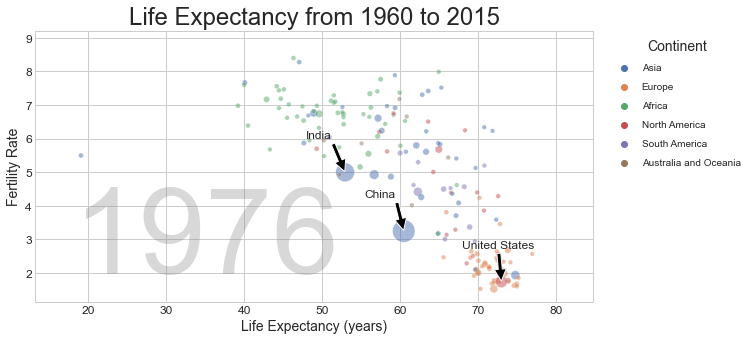 Life Expectancy from 1960 to 2015
Continent
Asia
Europe
Africa
North America
South America
Australia and Oceania
9
8
7
6
5
4
3
2
Fertility Rate
India
China
United States
1976
20
30
40
50
60
70
80
Life Expectancy (years)